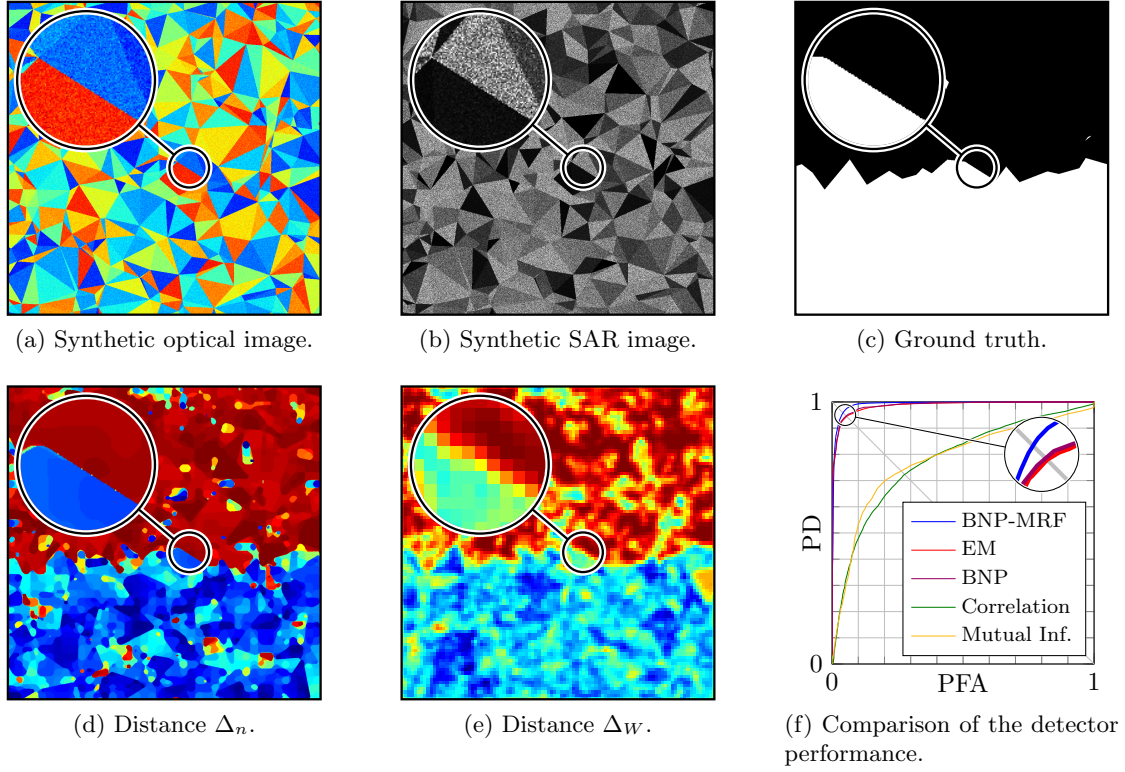 (a) Synthetic optical image.
(b) Synthetic SAR image.
(c) Ground truth.
(d) Distance Δₙ.
(e) Distance Δ_W.
1
PD
0
BNP-MRF
EM
BNP
Correlation
Mutual Inf.
0
PFA
1
(f) Comparison of the detector
performance.